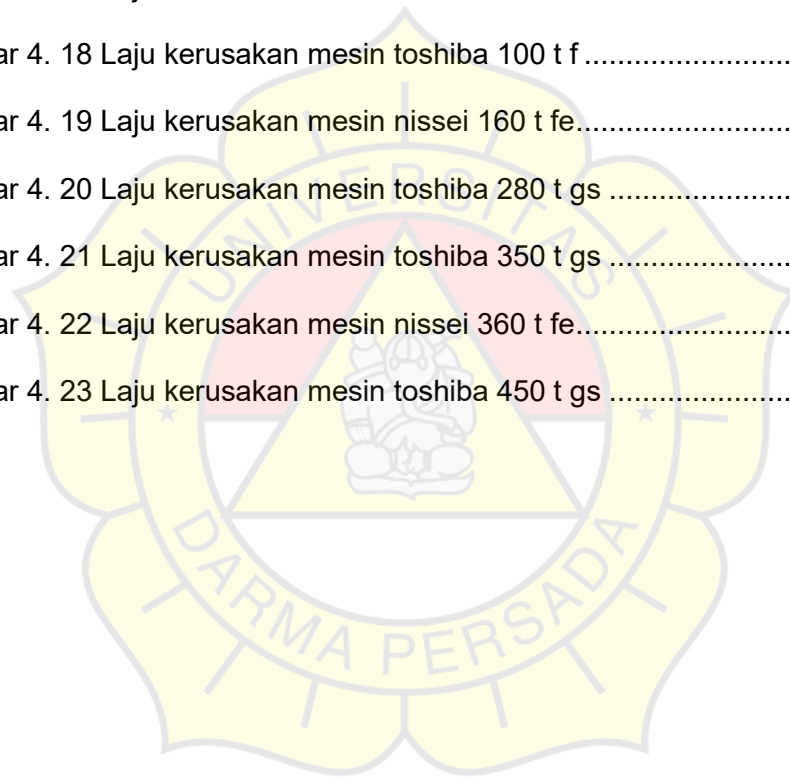 ar 4. 18 Laju kerusakan mesin toshiba 100 t f ........................
ar 4. 19 Laju kerusakan mesin nissei 160 t fe.........................
ar 4. 20 Laju kerusakan mesin toshiba 280 t gs .....................
ar 4. 21 Laju kerusakan mesin toshiba 350 t gs .....................
ar 4. 22 Laju kerusakan mesin nissei 360 t fe.........................
ar 4. 23 Laju kerusakan mesin toshiba 450 t gs .....................
UNIVERSITAS
DARMA PERSADA